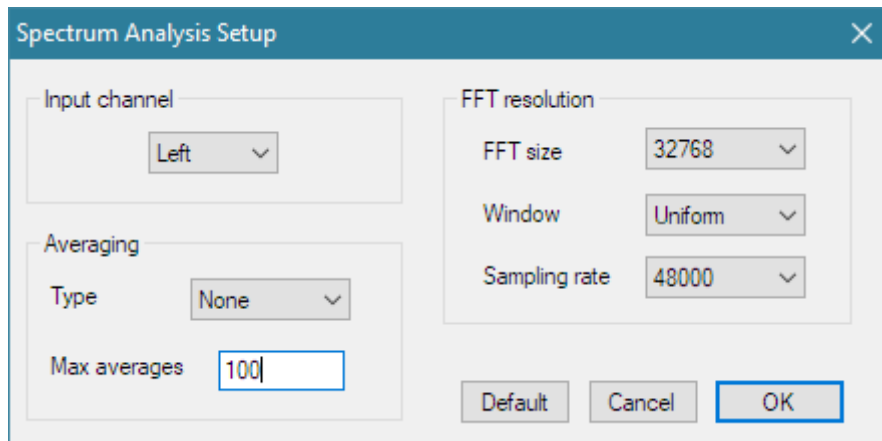 Spectrum Analysis Setup
Input channel
Left
Averaging
Type None
Max averages 100
FFT resolution
FFT size 32768
Window Uniform
Sampling rate 48000
Default Cancel OK